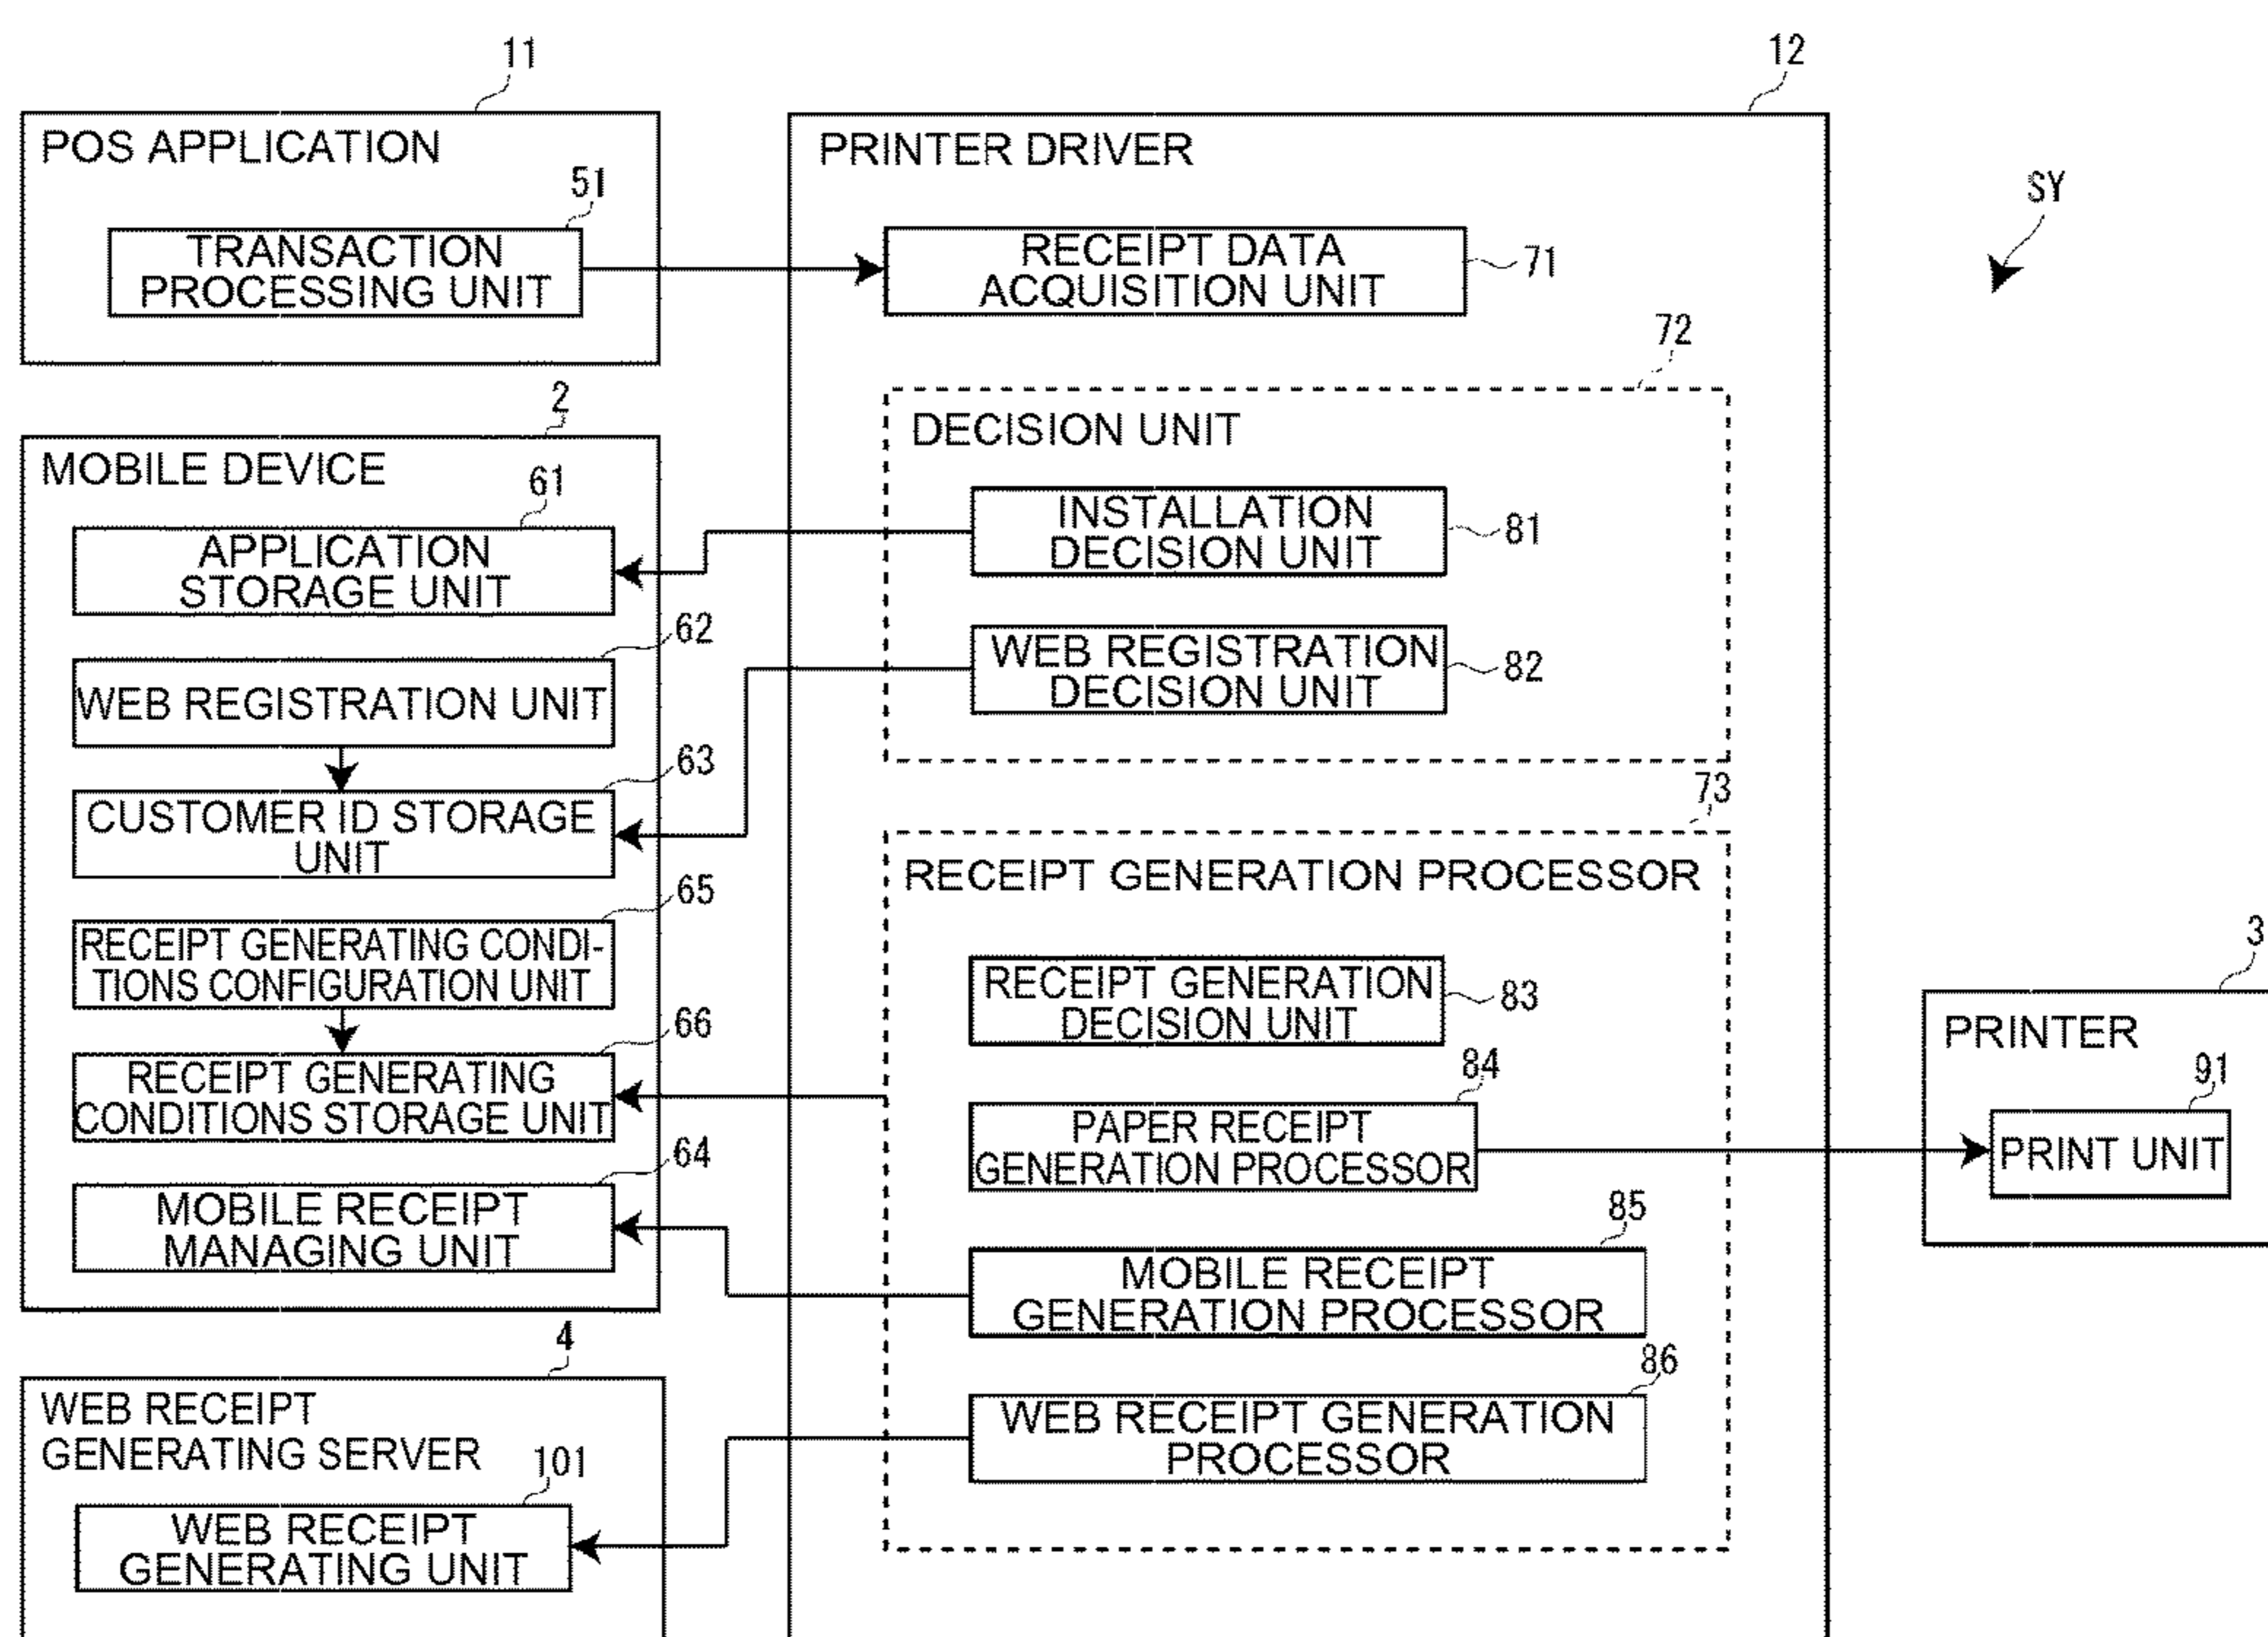 11
POS APPLICATION
51
TRANSACTION
PROCESSING UNIT
2
MOBILE DEVICE
61
APPLICATION
STORAGE UNIT
62
WEB REGISTRATION UNIT
63
CUSTOMER ID STORAGE
UNIT
65
RECEIPT GENERATING CONDI-
TIONS CONFIGURATION UNIT
66
RECEIPT GENERATING
CONDITIONS STORAGE UNIT
64
MOBILE RECEIPT
MANAGING UNIT
4
WEB RECEIPT
GENERATING SERVER
101
WEB RECEIPT
GENERATING UNIT
12
PRINTER DRIVER
RECEIPT DATA
ACQUISITION UNIT
71
72
DECISION UNIT
INSTALLATION
DECISION UNIT
81
WEB REGISTRATION
DECISION UNIT
82
73
RECEIPT GENERATION PROCESSOR
RECEIPT GENERATION
DECISION UNIT
83
84
PAPER RECEIPT
GENERATION PROCESSOR
85
MOBILE RECEIPT
GENERATION PROCESSOR
86
WEB RECEIPT GENERATION
PROCESSOR
SY
3
PRINTER
91
PRINT UNIT